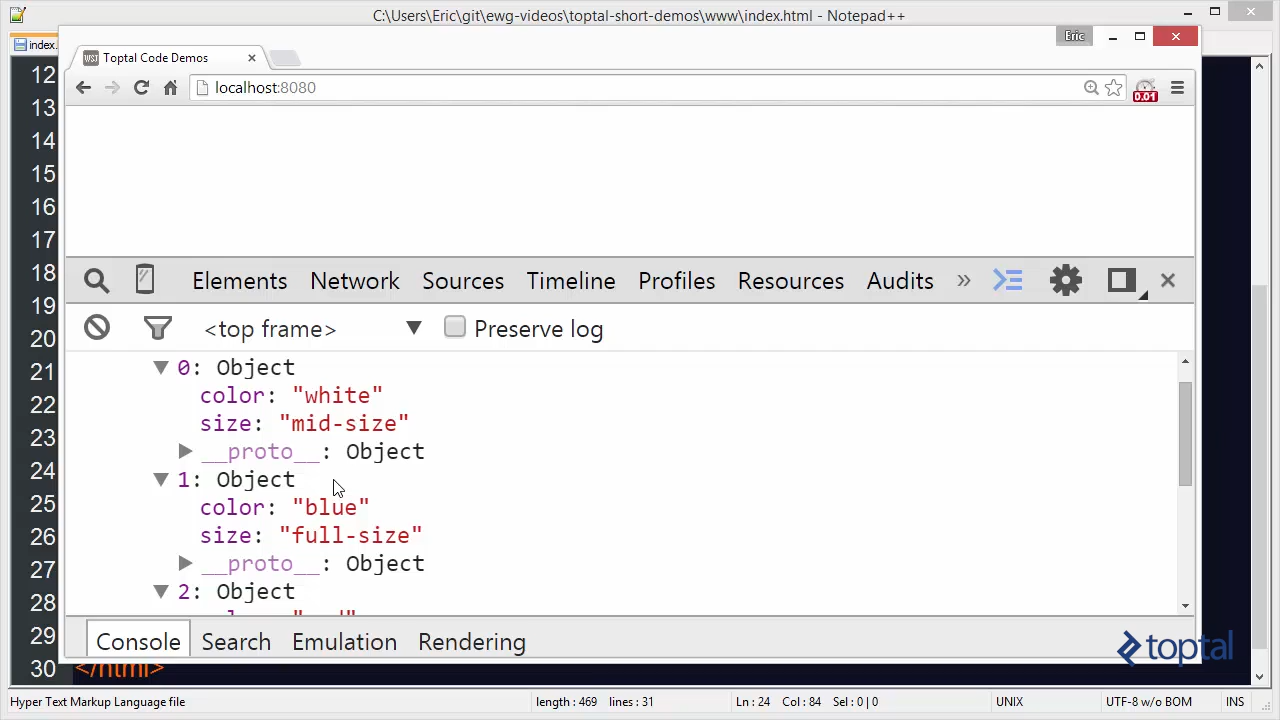 C:\Users\Eric\git\ewg-videos\toptal-short-demos\www\index.html - Notepad++
index.
Eric
WSJ Toptal Code Demos
localhost:8080
0.01
Elements Network Sources Timeline Profiles Resources Audits »
<top frame> Preserve log
12
13
14
15
16
17
18
19
20
21
22
23
24
25
26
27
28
29
30
0: Object
color: "white"
size: "mid-size"
__proto__: Object
1: Object
color: "blue"
size: "full-size"
__proto__: Object
2: Object
Console Search Emulation Rendering
toptal
</html>
Hyper Text Markup Language file length : 469 lines : 31 Ln : 24 Col : 84 Sel : 0 | 0 UNIX UTF-8 w/o BOM INS